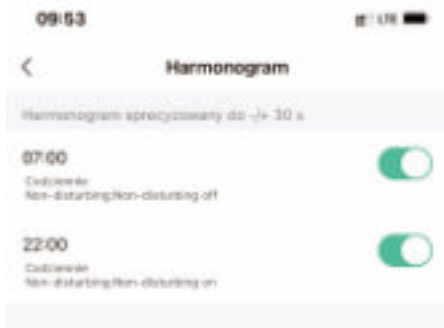 09:53
LTE
Harmonogram
Harmonogram sprecyzowany do -/+ 30 s
07:00
Codziennie
Non-disturbing:Non-disturbing off
22:00
Codziennie
Non-disturbing:Non-disturbing on